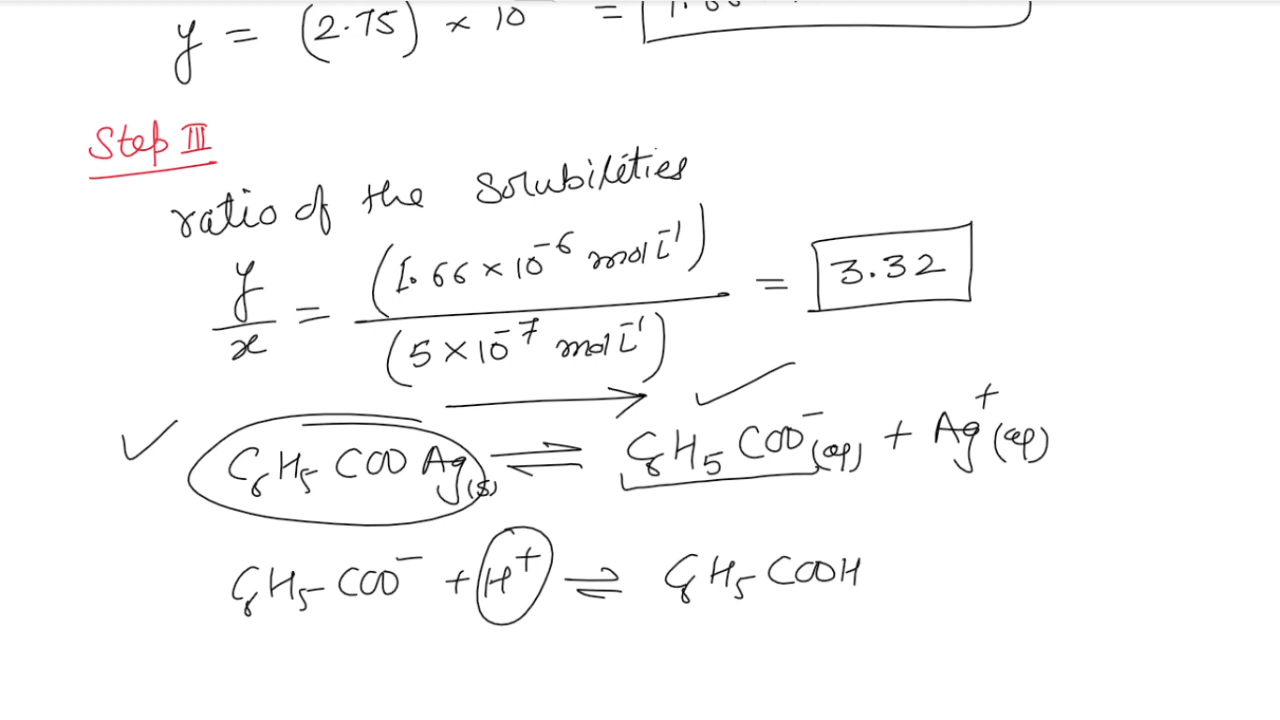 y = (2.75) × 10 =
Step III
ratio of the Solubilities
y/x = (1.66 × 10⁻⁶ mol L⁻¹) / (5 × 10⁻⁷ mol L⁻¹) = 3.32
C₆H₅COOAg(s) ⇌ C₆H₅COO⁻(aq) + Ag⁺(aq)
C₆H₅COO⁻ + H⁺ ⇌ C₆H₅COOH